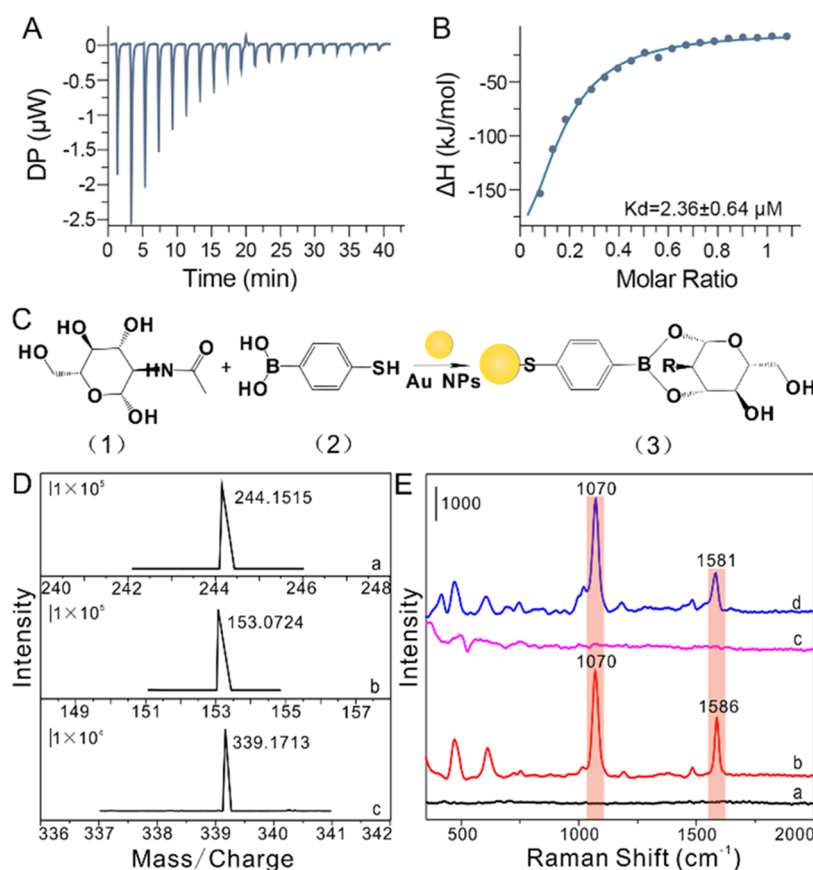 A
0
-0.5
-1
-1.5
-2
-2.5
DP (µW)
0 5 10 15 20 25 30 35 40
Time (min)
B
-50
-100
-150
ΔH (kJ/mol)
Kd=2.36±0.64 µM
0 0.2 0.4 0.6 0.8 1
Molar Ratio
C
HO
OH
HO
HO
O
HN
O
OH
+
HO
B
HO
SH
Au NPs
S
B
O
O
O
R
HO
OH
（1） （2） （3）
D
1×10⁵
244.1515
a
240 242 244 246 248
1×10⁵
153.0724
b
149 151 153 155 157
1×10⁴
339.1713
c
336 337 338 339 340 341 342
Intensity
Mass/Charge
E
1000
1070
1581
d
c
1070
1586
b
a
500 1000 1500 2000
Intensity
Raman Shift (cm⁻¹)